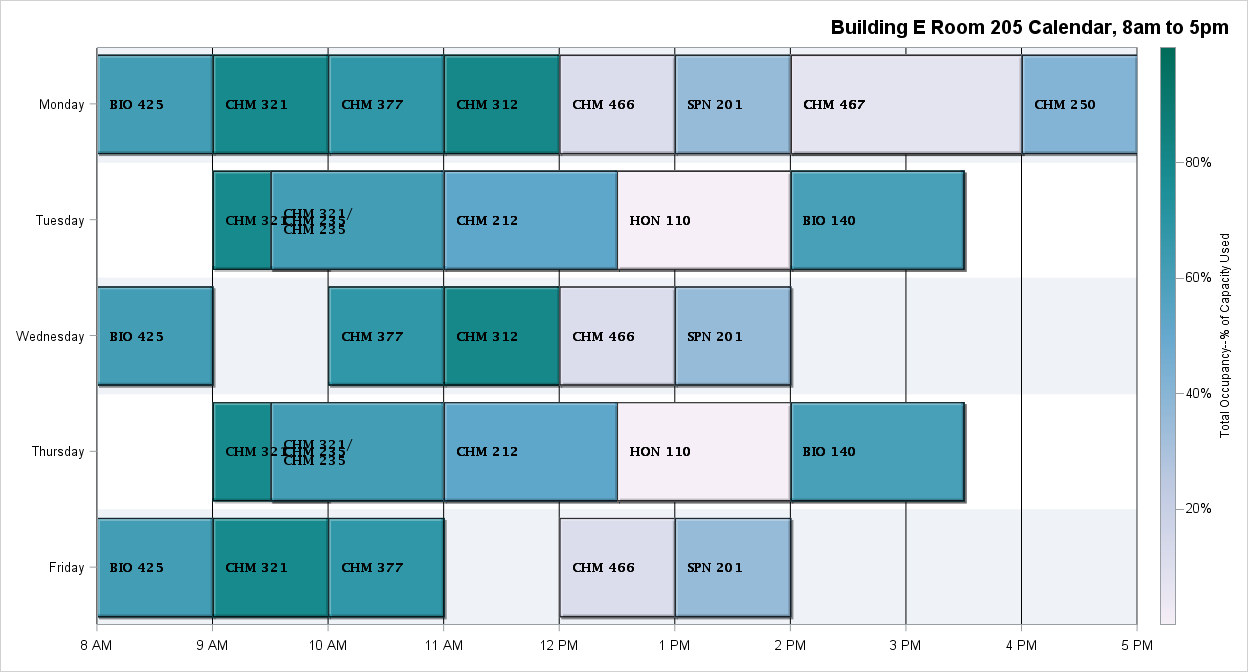 Building E Room 205 Calendar, 8am to 5pm
Monday
BIO 425
CHM 321
CHM 377
CHM 312
CHM 466
SPN 201
CHM 467
CHM 250
Tuesday
CHM 321
CHM 321/
CHM 235
CHM 235
CHM 212
HON 110
BIO 140
Wednesday
BIO 425
CHM 377
CHM 312
CHM 466
SPN 201
Thursday
CHM 321
CHM 321/
CHM 235
CHM 235
CHM 212
HON 110
BIO 140
Friday
BIO 425
CHM 321
CHM 377
CHM 466
SPN 201
8 AM
9 AM
10 AM
11 AM
12 PM
1 PM
2 PM
3 PM
4 PM
5 PM
80%
60%
40%
20%
Total Occupancy--% of Capacity Used